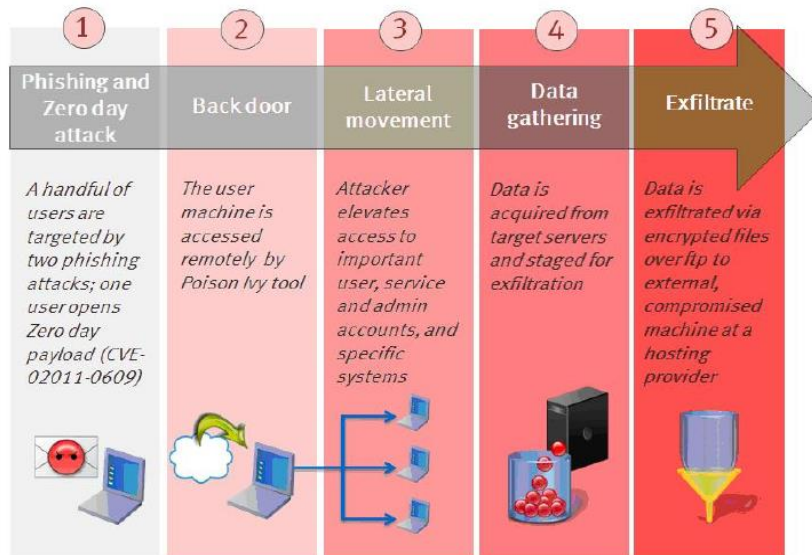 1
Phishing and
Zero day
attack
A handful of
users are
targeted by
two phishing
attacks; one
user opens
Zero day
payload (CVE-
02011-0609)
2
Back door
The user
machine is
accessed
remotely by
Poison Ivy tool
3
Lateral
movement
Attacker
elevates
access to
important
user, service
and admin
accounts, and
specific
systems
4
Data
gathering
Data is
acquired from
target servers
and staged for
exfiltration
5
Exfiltrate
Data is
exfiltrated via
encrypted files
over ftp to
external,
compromised
machine at a
hosting
provider